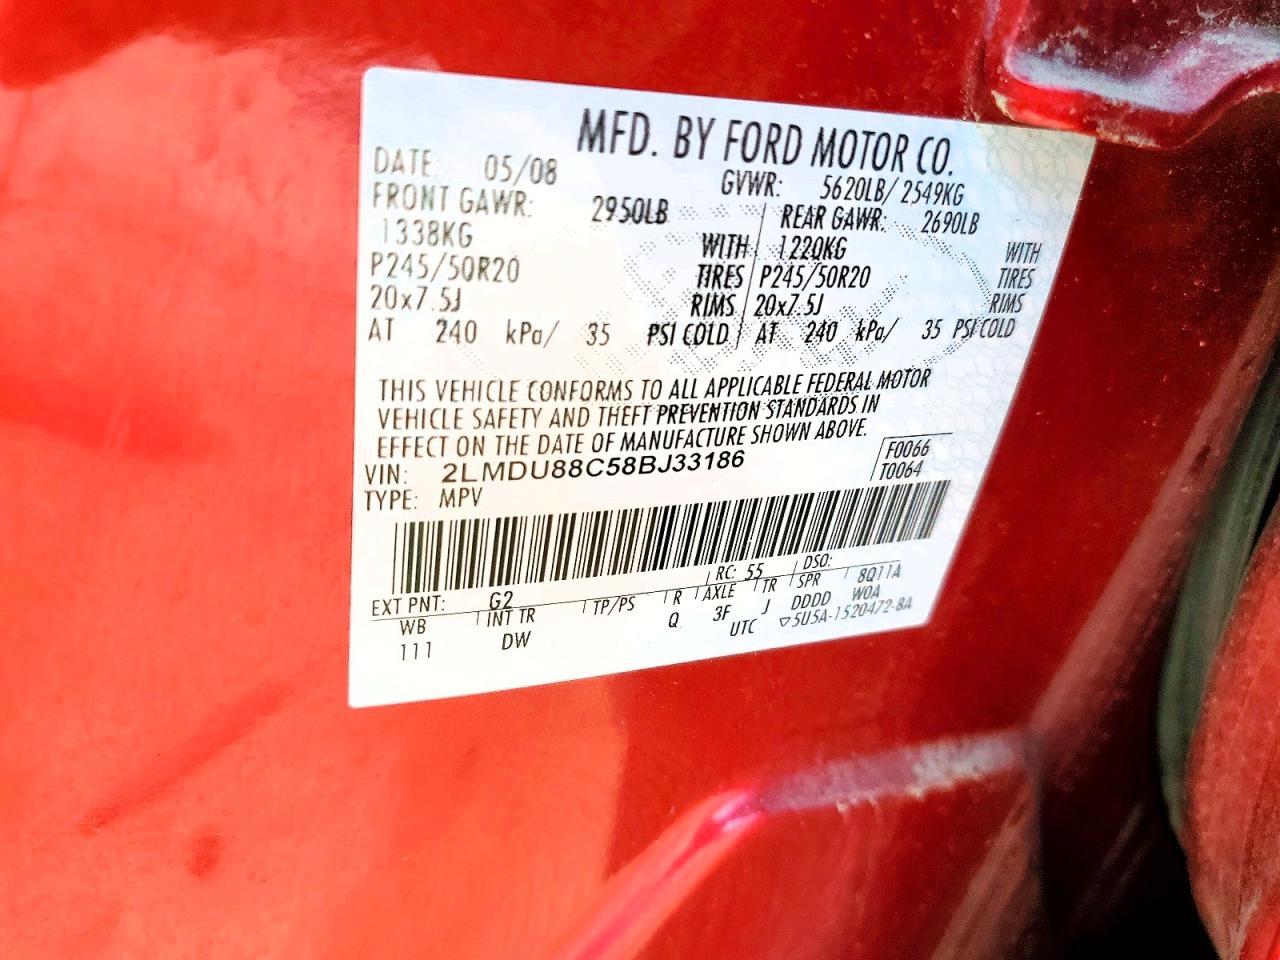 MFD. BY FORD MOTOR CO.
DATE: 05/08 GVWR: 5620LB/ 2549KG
FRONT GAWR: 2950LB REAR GAWR: 2690LB
1338KG WITH 1220KG WITH
P245/50R20 TIRES P245/50R20 TIRES
20x7.5J RIMS 20x7.5J RIMS
AT 240 kPa/ 35 PSI COLD AT 240 kPa/ 35 PSI COLD
THIS VEHICLE CONFORMS TO ALL APPLICABLE FEDERAL MOTOR
VEHICLE SAFETY AND THEFT PREVENTION STANDARDS IN
EFFECT ON THE DATE OF MANUFACTURE SHOWN ABOVE.
VIN: 2LMDU88C58BJ33186 F0066
TYPE: MPV T0064
EXT PNT: G2 RC: 55 DSO:
WB INT TR TP/PS R AXLE TR SPR 8Q11A
111 DW Q 3F J DDDD WOA
UTC ▽5U5A-1520472-BA